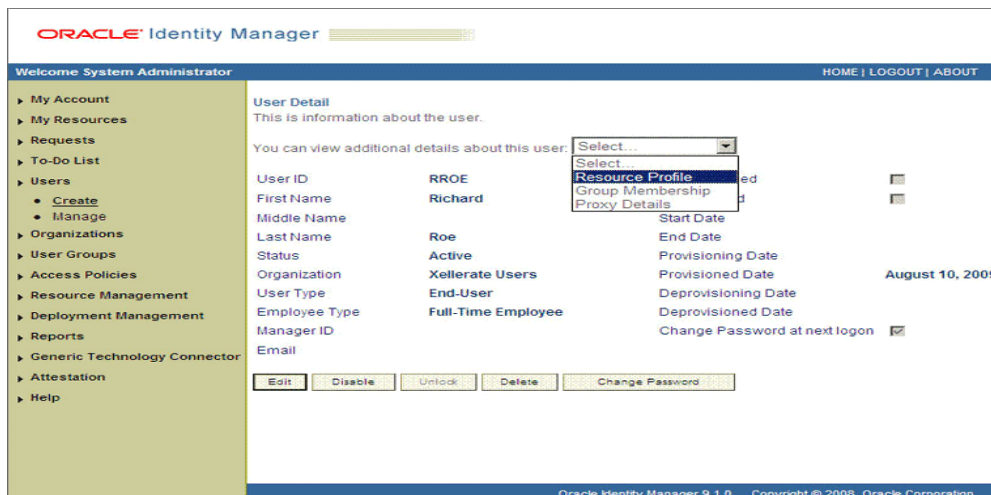 ORACLE Identity Manager
Welcome System Administrator HOME | LOGOUT | ABOUT
My Account
My Resources
Requests
To-Do List
Users
Create
Manage
Organizations
User Groups
Access Policies
Resource Management
Deployment Management
Reports
Generic Technology Connector
Attestation
Help
User Detail
This is information about the user.
You can view additional details about this user: Select...
Select...
Resource Profile
Group Membership
Proxy Details
User ID RROE ed
First Name Richard d
Middle Name Start Date
Last Name Roe End Date
Status Active Provisioning Date
Organization Xellerate Users Provisioned Date August 10, 2009
User Type End-User Deprovisioning Date
Employee Type Full-Time Employee Deprovisioned Date
Manager ID Change Password at next logon
Email
Edit Disable Unlock Delete Change Password
Oracle Identity Manager 9.1.0 Copyright © 2008, Oracle Corporation